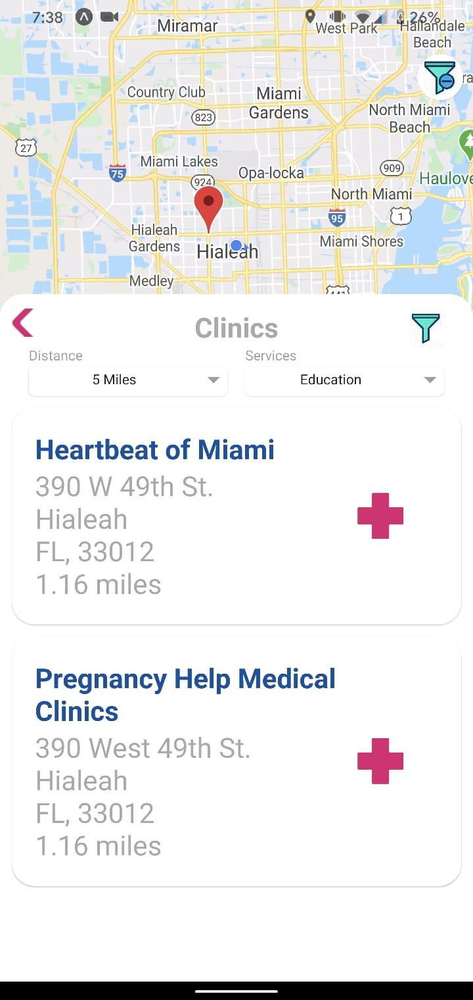 7:38
26%
Miramar
West Park
Hallandale
Beach
Country Club
Miami
Gardens
823
North Miami
Beach
27
Miami Lakes
75
924
Opa-locka
909
Haulove
North Miami
95
1
Hialeah
Gardens
Hialeah
Miami Shores
Medley
441
Clinics
Distance
Services
5 Miles
Education
Heartbeat of Miami
390 W 49th St.
Hialeah
FL, 33012
1.16 miles
Pregnancy Help Medical
Clinics
390 West 49th St.
Hialeah
FL, 33012
1.16 miles